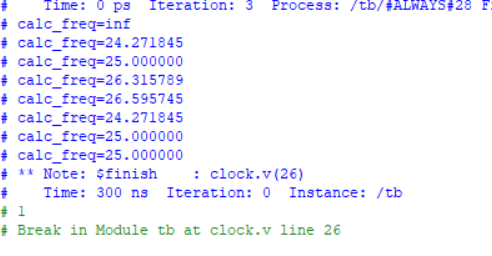 #    Time: 0 ps  Iteration: 3  Process: /tb/#ALWAYS#28
# calc_freq=inf
# calc_freq=24.271845
# calc_freq=25.000000
# calc_freq=26.315789
# calc_freq=26.595745
# calc_freq=24.271845
# calc_freq=25.000000
# calc_freq=25.000000
# ** Note: $finish    : clock.v(26)
#    Time: 300 ns  Iteration: 0  Instance: /tb
# 1
# Break in Module tb at clock.v line 26